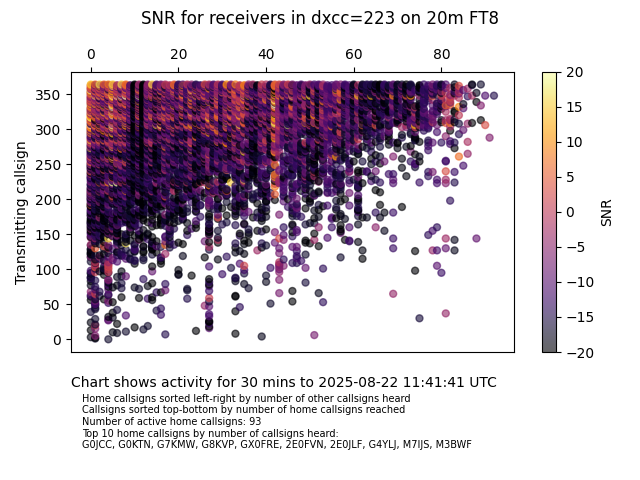 SNR for receivers in dxcc=223 on 20m FT8
0 20 40 60 80
350
300
250
200
150
100
50
0
Transmitting callsign
20
15
10
5
0
−5
−10
−15
−20
SNR
Chart shows activity for 30 mins to 2025-08-22 11:41:41 UTC
Home callsigns sorted left-right by number of other callsigns heard
Callsigns sorted top-bottom by number of home callsigns reached
Number of active home callsigns: 93
Top 10 home callsigns by number of callsigns heard:
G0JCC, G0KTN, G7KMW, G8KVP, GX0FRE, 2E0FVN, 2E0JLF, G4YLJ, M7IJS, M3BWF